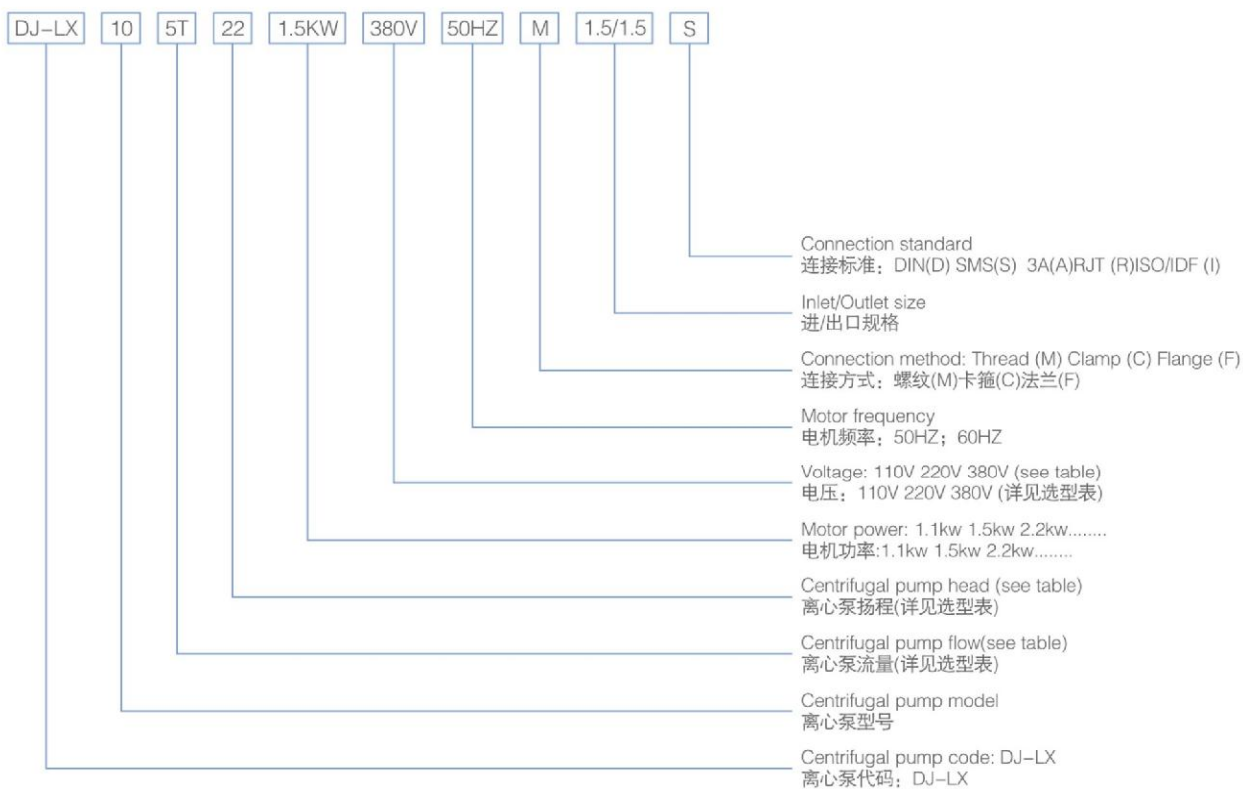 DJ-LX 10 5T 22 1.5KW 380V 50HZ M 1.5/1.5 S
Connection standard
连接标准：DIN(D) SMS(S) 3A(A)RJT (R)ISO/IDF (I)
Inlet/Outlet size
进/出口规格
Connection method: Thread (M) Clamp (C) Flange (F)
连接方式：螺纹(M)卡箍(C)法兰(F)
Motor frequency
电机频率：50HZ；60HZ
Voltage: 110V 220V 380V (see table)
电压：110V 220V 380V (详见选型表)
Motor power: 1.1kw 1.5kw 2.2kw........
电机功率:1.1kw 1.5kw 2.2kw........
Centrifugal pump head (see table)
离心泵扬程(详见选型表)
Centrifugal pump flow(see table)
离心泵流量(详见选型表)
Centrifugal pump model
离心泵型号
Centrifugal pump code: DJ-LX
离心泵代码：DJ-LX